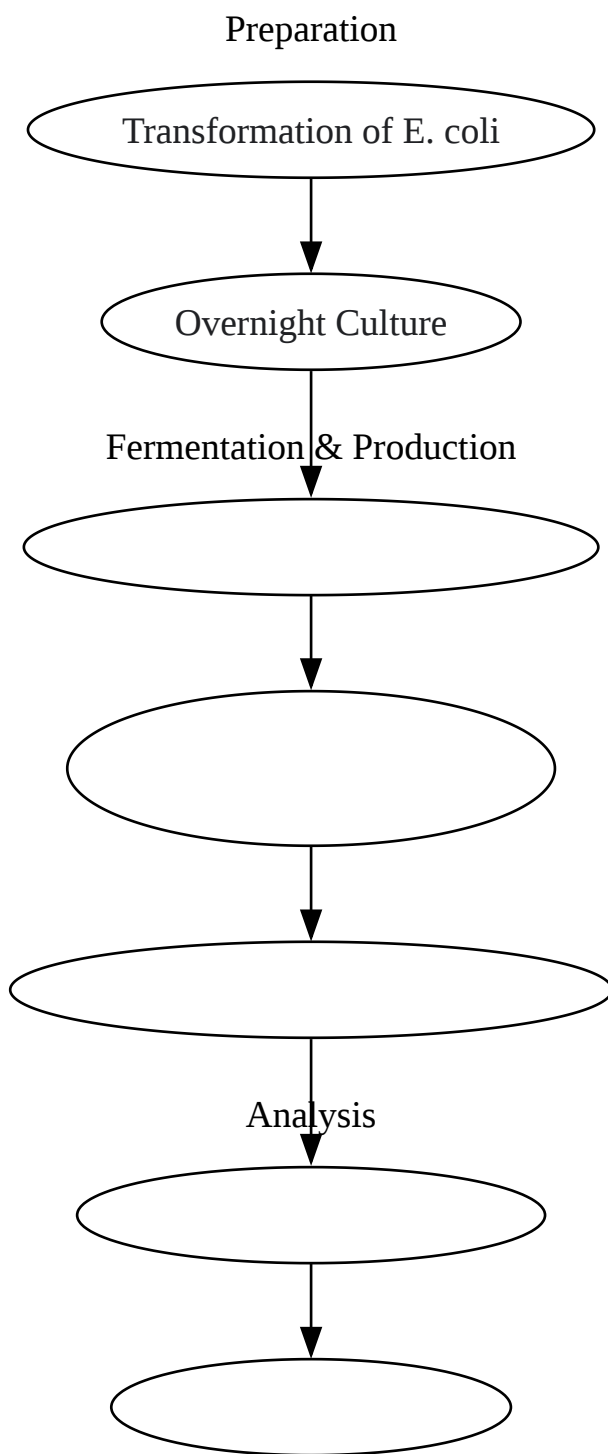 Preparation
Transformation of E. coli
Overnight Culture
Fermentation & Production
Analysis